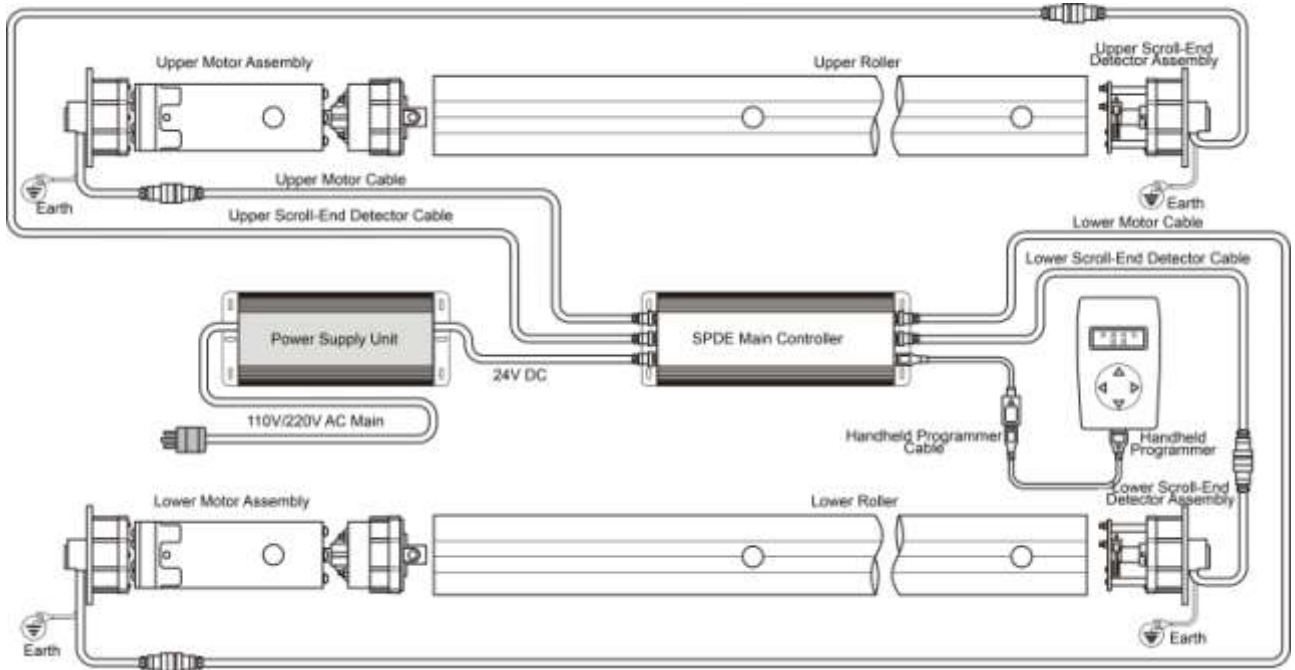 Upper Motor Assembly
Upper Roller
Upper Scroll-End
Detector Assembly
Upper Motor Cable
Earth
Earth
Upper Scroll-End Detector Cable
Lower Motor Cable
Lower Scroll-End Detector Cable
Power Supply Unit
SPDE Main Controller
24V DC
110V/220V AC Main
Handheld Programmer
Cable
Handheld
Programmer
Lower Motor Assembly
Lower Roller
Lower Scroll-End
Detector Assembly
Earth
Earth